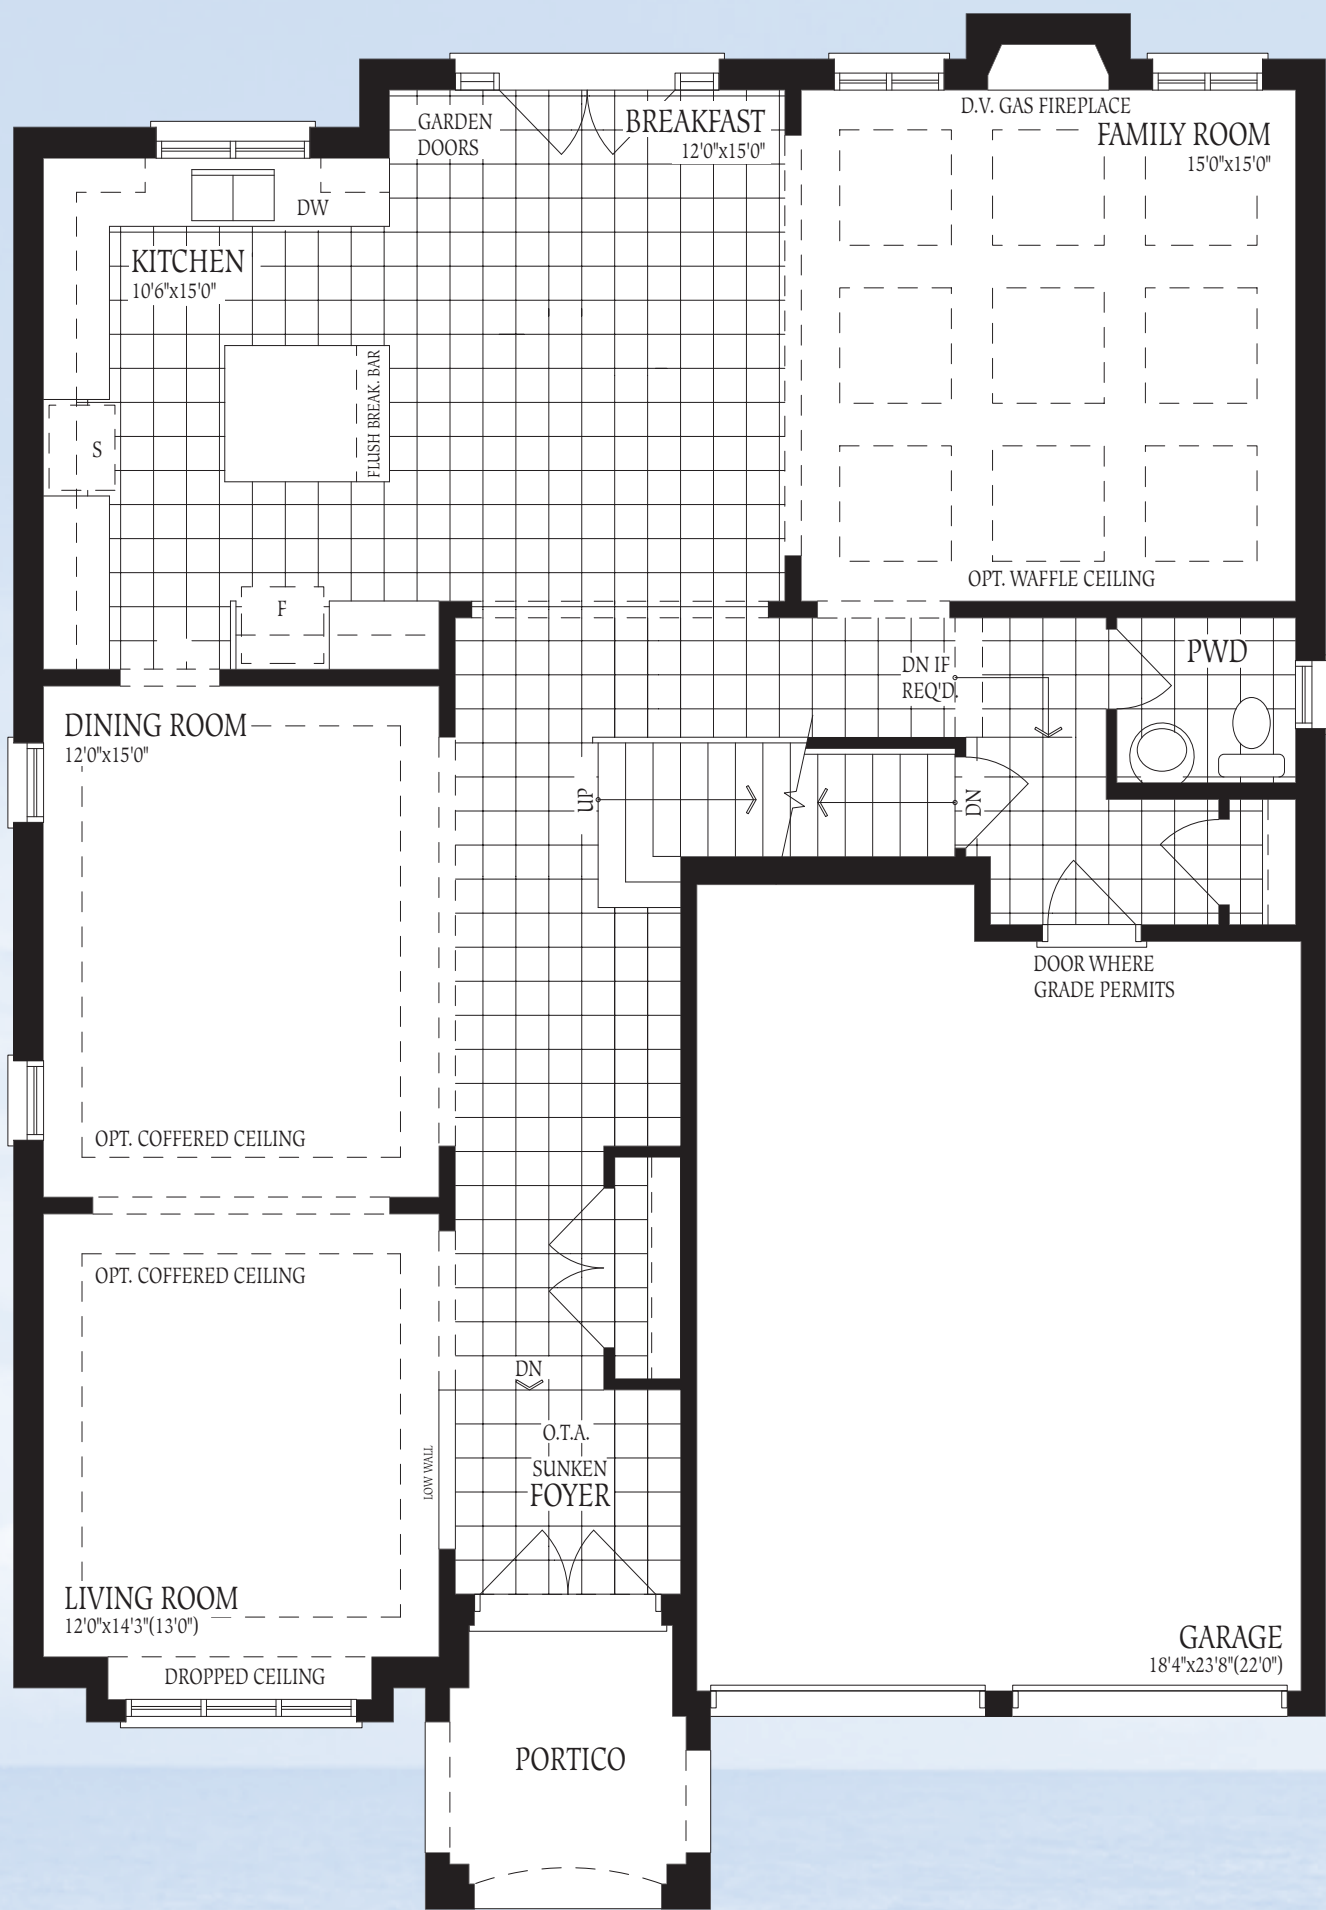 D.V. GAS FIREPLACE
GARDEN
DOORS
BREAKFAST
12'0"x15'0"
FAMILY ROOM
15'0"x15'0"
DW
KITCHEN
10'6"x15'0"
FLUSH BREAK. BAR
S
OPT. WAFFLE CEILING
F
DN IF
REQ'D.
PWD
DINING ROOM
12'0"x15'0"
UP
DN
DOOR WHERE
GRADE PERMITS
OPT. COFFERED CEILING
OPT. COFFERED CEILING
DN
O.T.A.
SUNKEN
FOYER
LOW WALL
LIVING ROOM
12'0"x14'3"(13'0")
DROPPED CEILING
GARAGE
18'4"x23'8"(22'0")
PORTICO